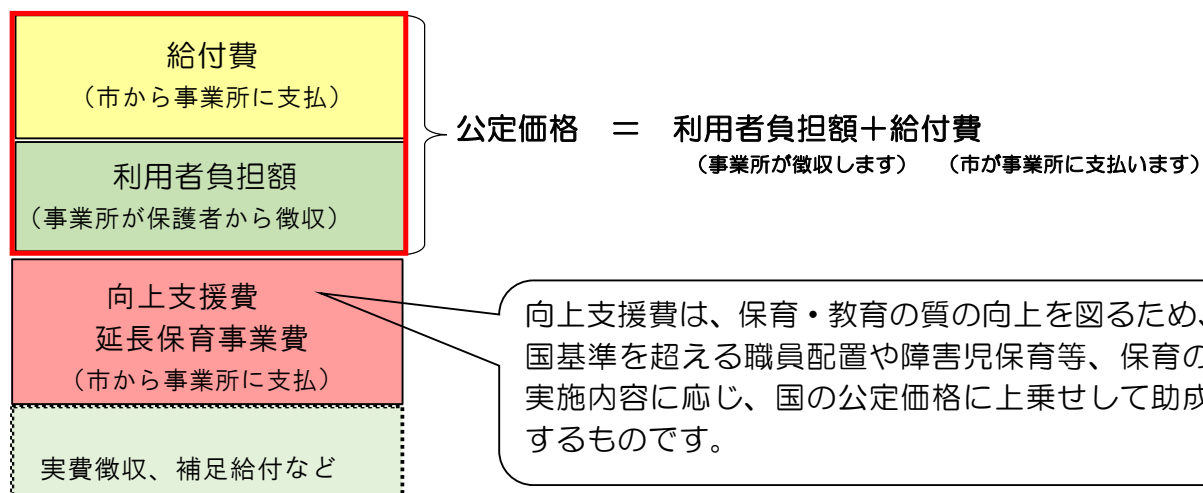 給付費
（市から事業所に支払）
利用者負担額
（事業所が保護者から徴収）
公定価格　＝　利用者負担額＋給付費
（事業所が徴収します）　（市が事業所に支払います）
向上支援費
延長保育事業費
（市から事業所に支払）
向上支援費は、保育・教育の質の向上を図るため、
国基準を超える職員配置や障害児保育等、保育の
実施内容に応じ、国の公定価格に上乗せして助成
するものです。
実費徴収、補足給付など